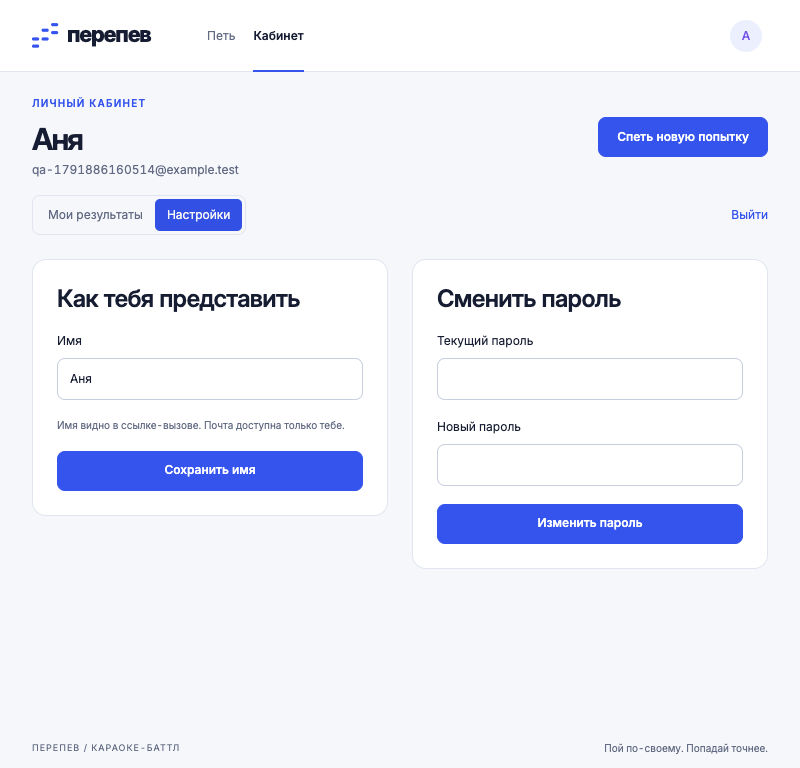 перепев
Петь
Кабинет
А
ЛИЧНЫЙ КАБИНЕТ
Аня
qa-1791886160514@example.test
Спеть новую попытку
Мои результаты
Настройки
Выйти
Как тебя представить
Имя
Аня
Имя видно в ссылке-вызове. Почта доступна только тебе.
Сохранить имя
Сменить пароль
Текущий пароль
Новый пароль
Изменить пароль
ПЕРЕПЕВ / КАРАОКЕ-БАТТЛ
Пой по-своему. Попадай точнее.